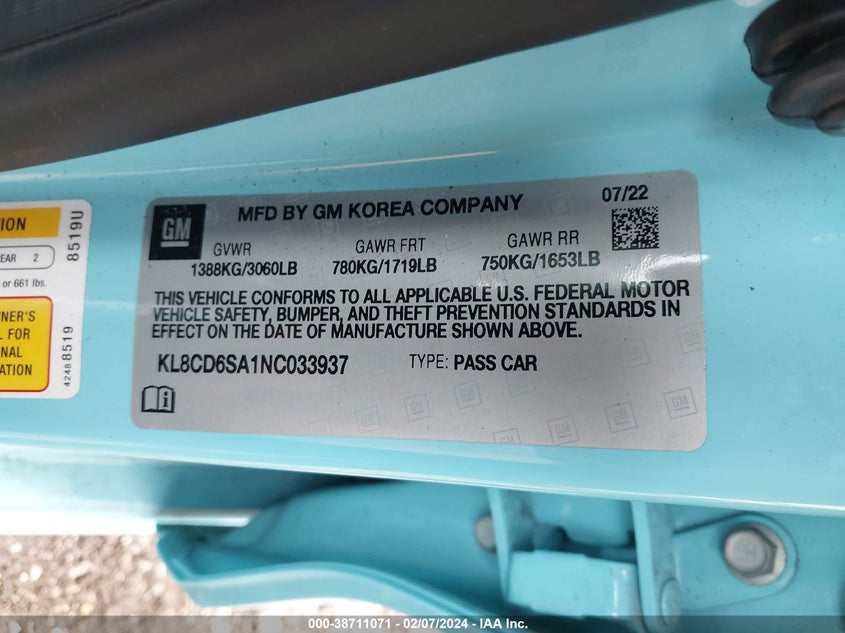 GM
MFD BY GM KOREA COMPANY
07/22
GVWR
1388KG/3060LB
GAWR FRT
780KG/1719LB
GAWR RR
750KG/1653LB
THIS VEHICLE CONFORMS TO ALL APPLICABLE U.S. FEDERAL MOTOR
VEHICLE SAFETY, BUMPER, AND THEFT PREVENTION STANDARDS IN
EFFECT ON THE DATE OF MANUFACTURE SHOWN ABOVE.
KL8CD6SA1NC033937
TYPE: PASS CAR
TION
EAR 2
or 661 lbs.
NER'S
L FOR
ONAL
ATION
8519U
42488519
000-38711071 - 02/07/2024 - IAA Inc.